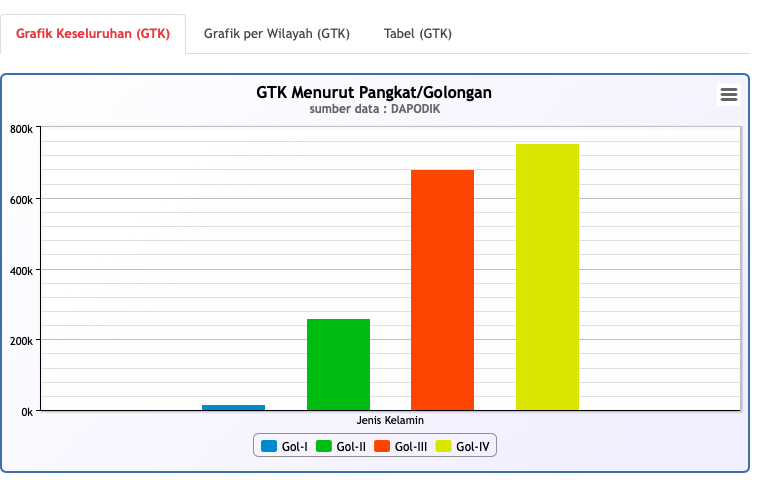 Grafik Keseluruhan (GTK) Grafik per Wilayah (GTK) Tabel (GTK)
GTK Menurut Pangkat/Golongan
sumber data : DAPODIK
800k
600k
400k
200k
0k
Jenis Kelamin
Gol-I Gol-II Gol-III Gol-IV